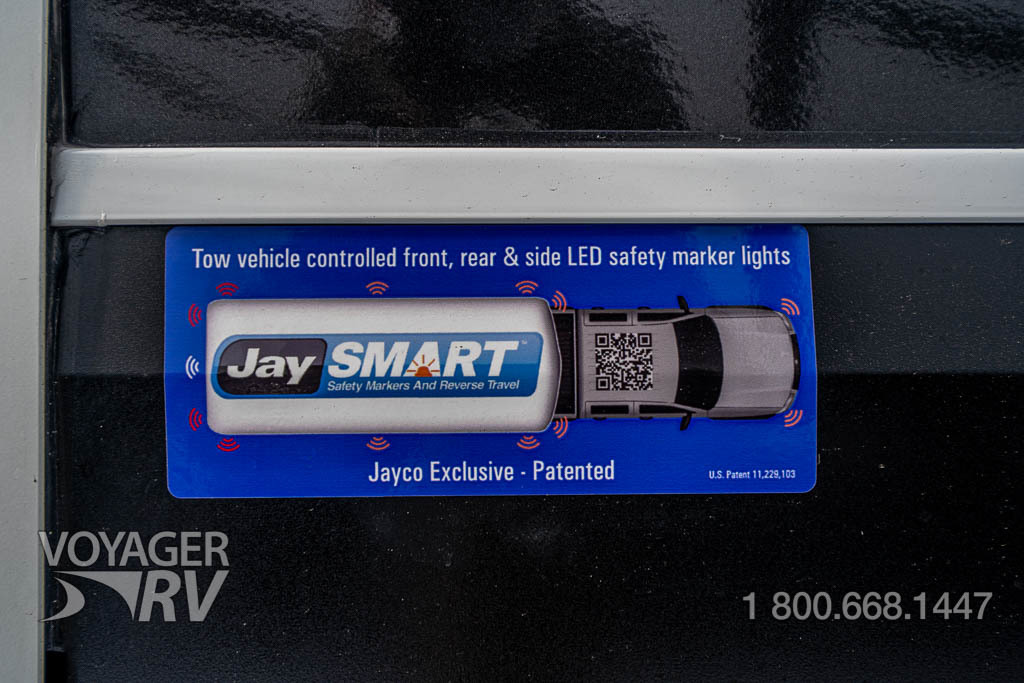 Tow vehicle controlled front, rear & side LED safety marker lights
Jay SMART™
Safety Markers And Reverse Travel
Jayco Exclusive - Patented
U.S. Patent 11,229,103
VOYAGER
RV
1 800.668.1447